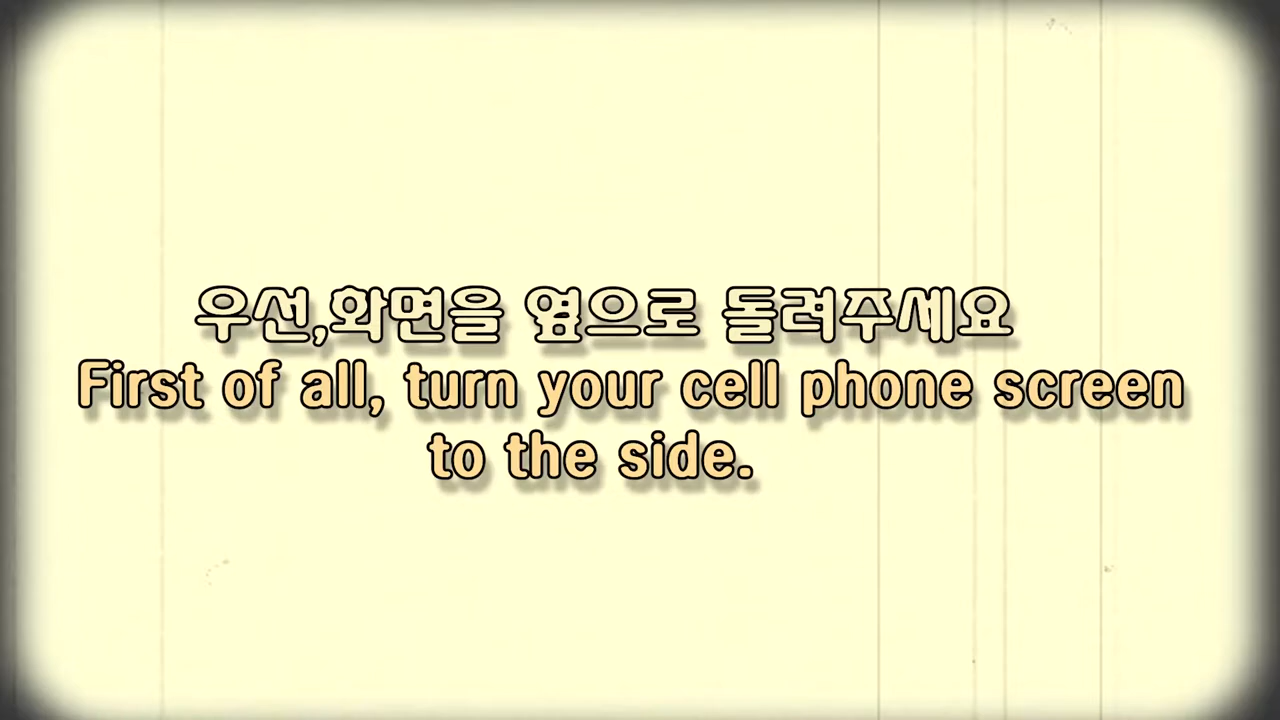 우선,화면을 옆으로 돌려주세요
First of all, turn your cell phone screen
to the side.